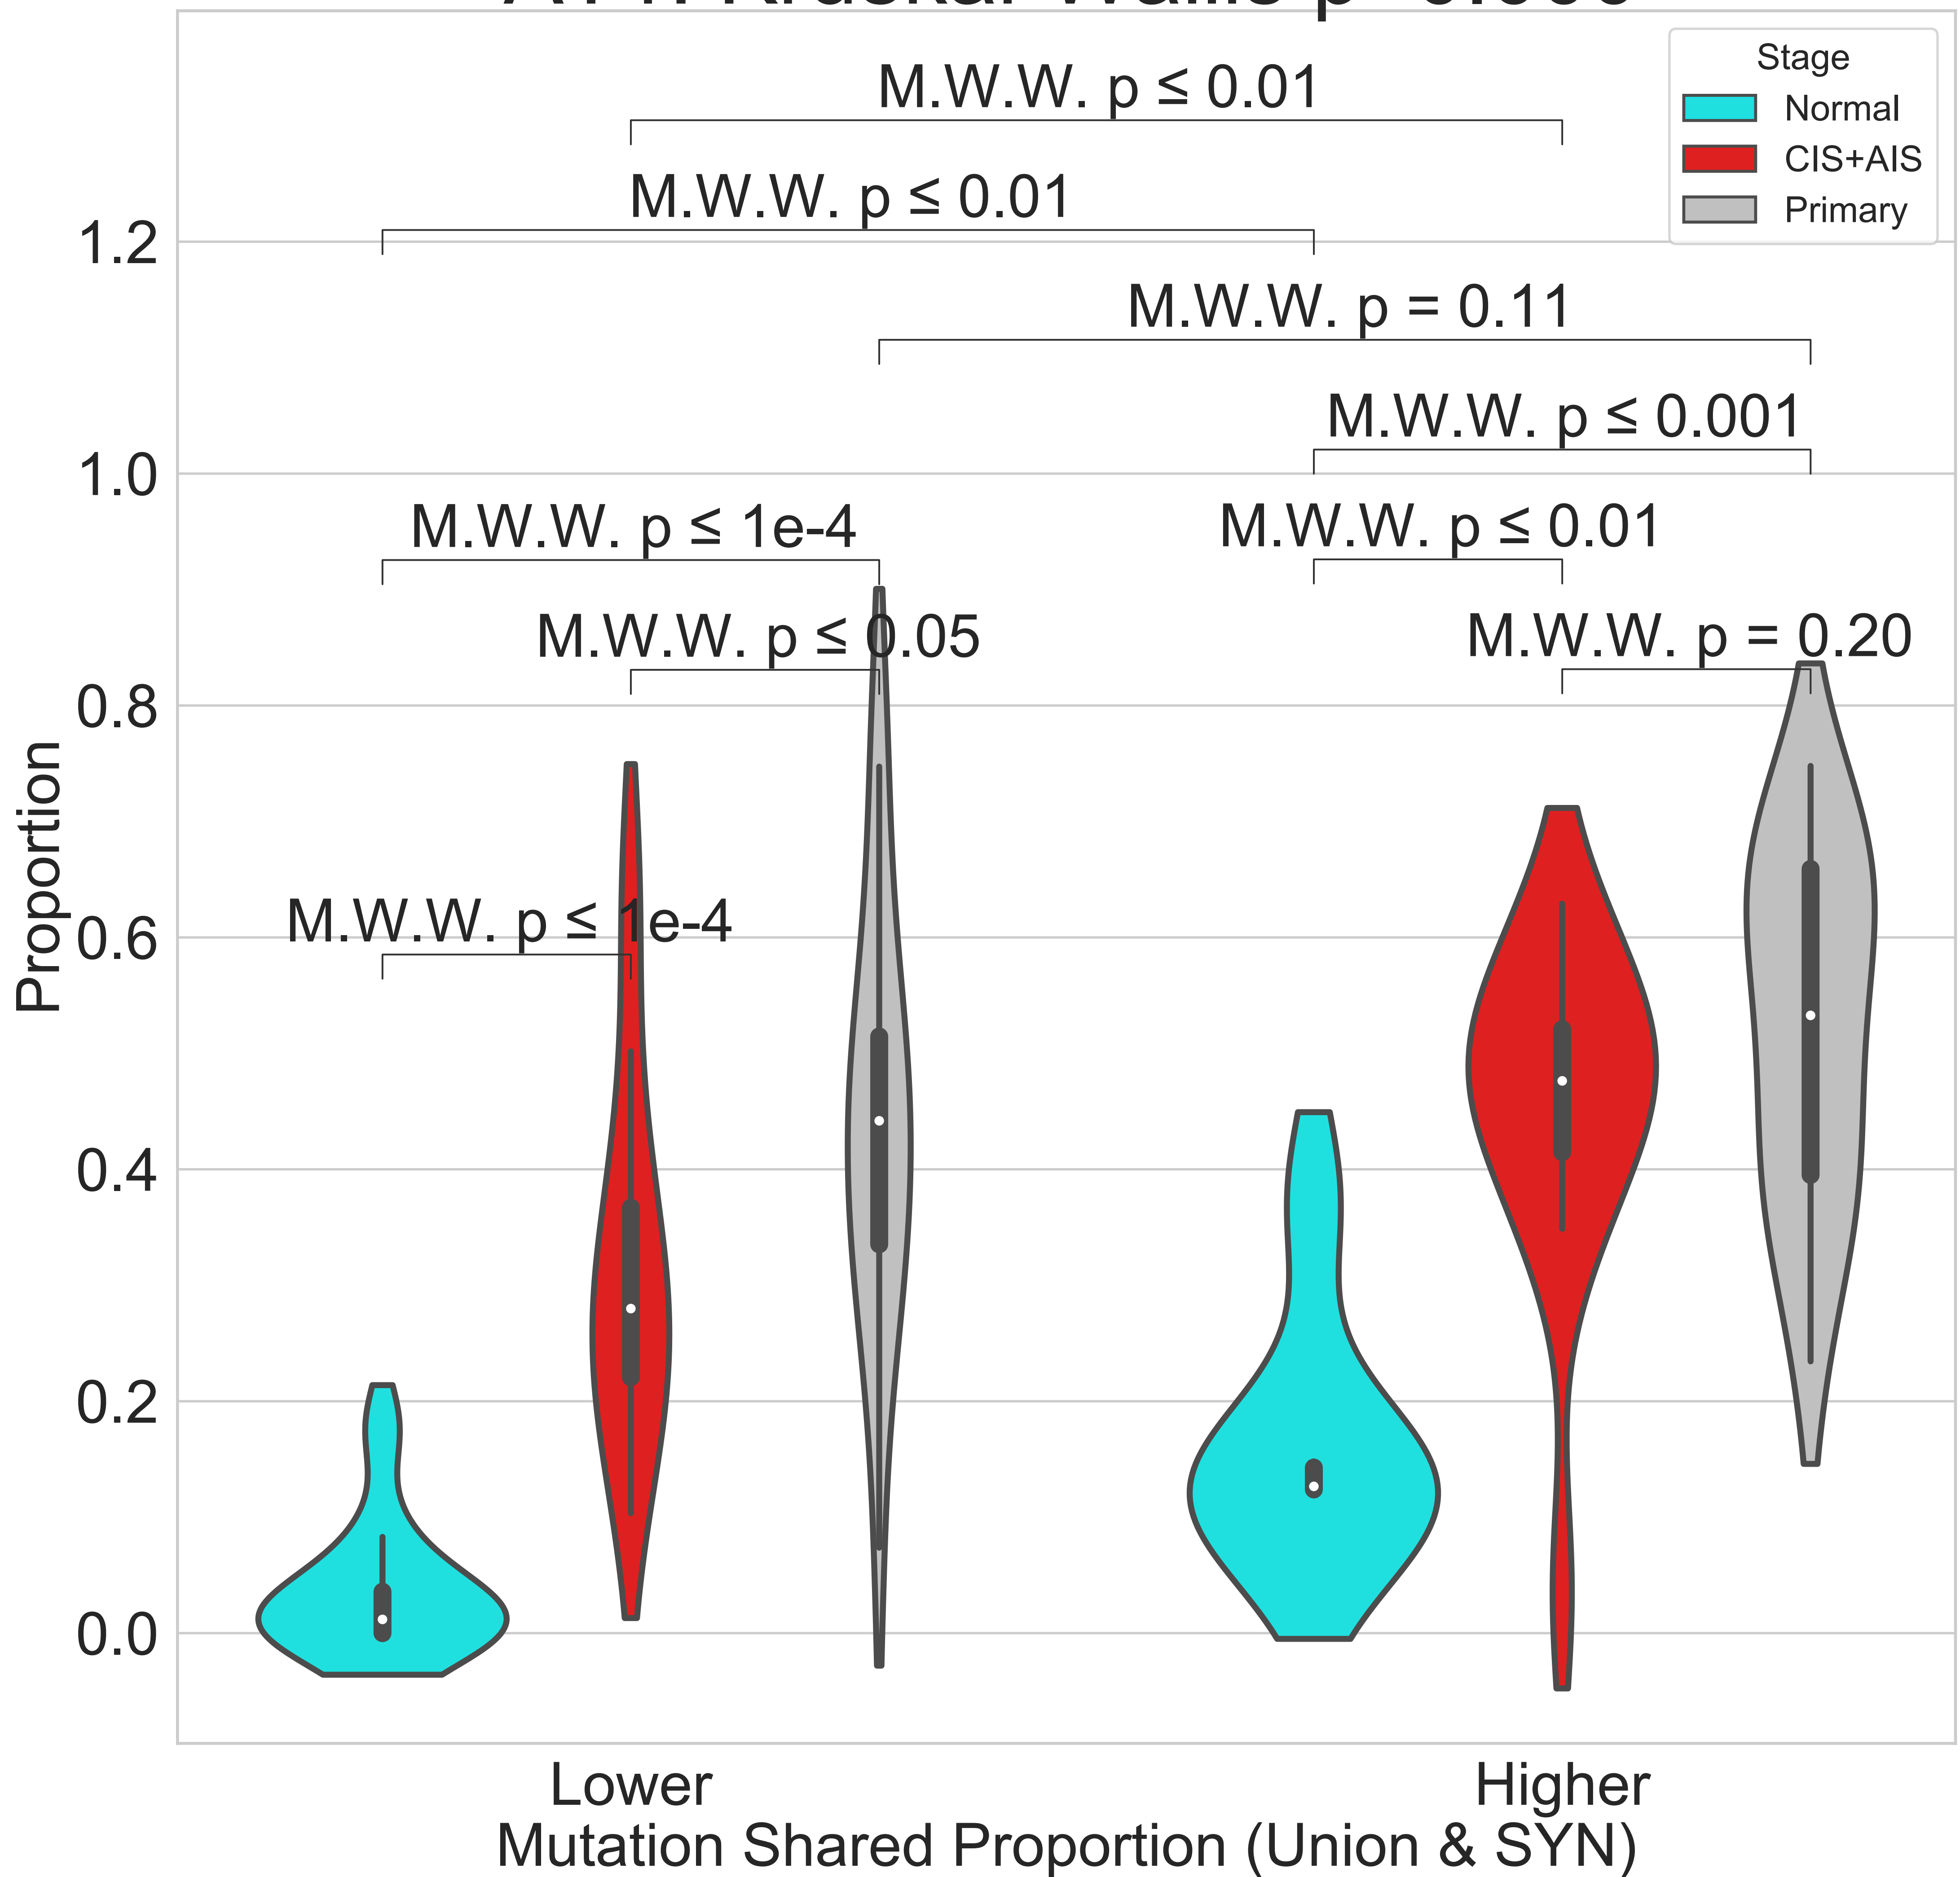 Stage
Normal
CIS+AIS
Primary
M.W.W. p ≤ 0.01
M.W.W. p ≤ 0.01
M.W.W. p = 0.11
M.W.W. p ≤ 0.001
M.W.W. p ≤ 1e-4
M.W.W. p ≤ 0.01
M.W.W. p ≤ 0.05
M.W.W. p = 0.20
M.W.W. p ≤ 1e-4
1.2
1.0
0.8
0.6
0.4
0.2
0.0
Proportion
Lower
Higher
Mutation Shared Proportion (Union & SYN)